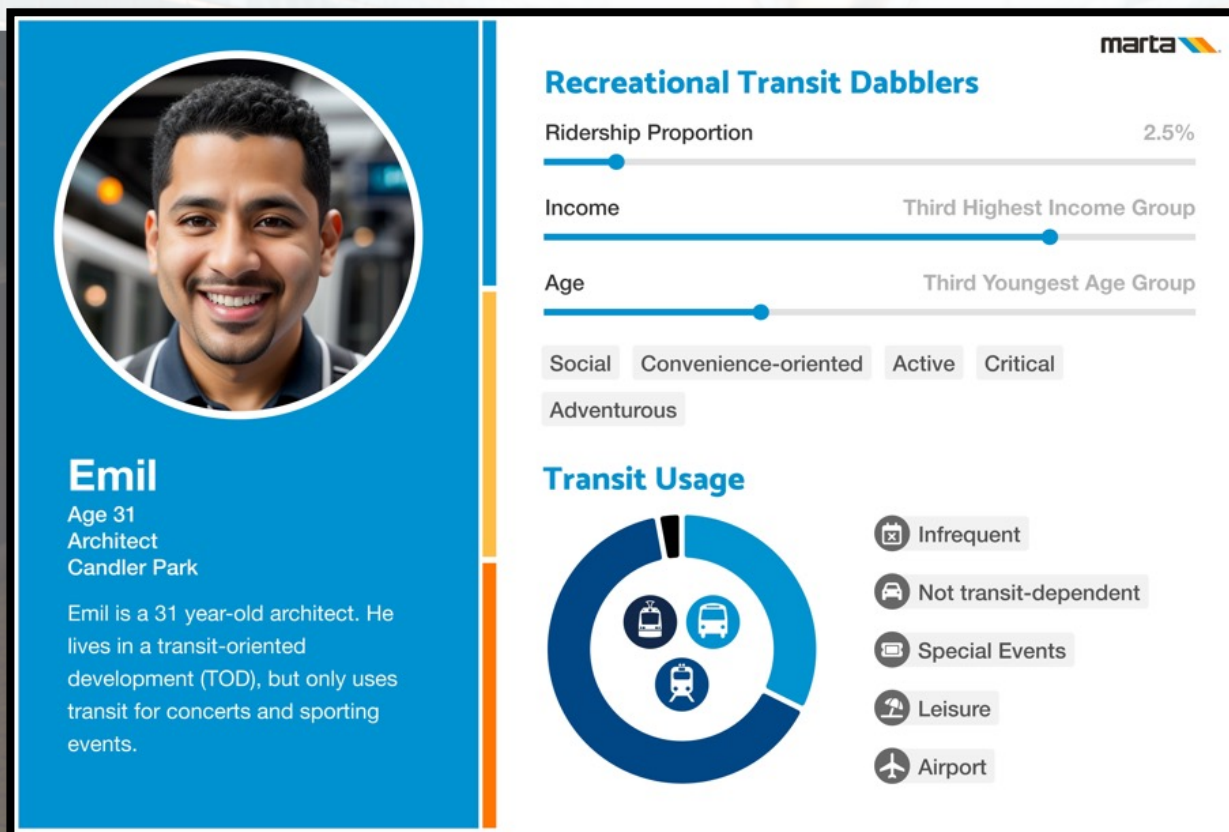 marta
Recreational Transit Dabblers
Ridership Proportion 2.5%
Income Third Highest Income Group
Age Third Youngest Age Group
Social Convenience-oriented Active Critical
Adventurous
Emil
Age 31
Architect
Candler Park
Emil is a 31 year-old architect. He
lives in a transit-oriented
development (TOD), but only uses
transit for concerts and sporting
events.
Transit Usage
Infrequent
Not transit-dependent
Special Events
Leisure
Airport